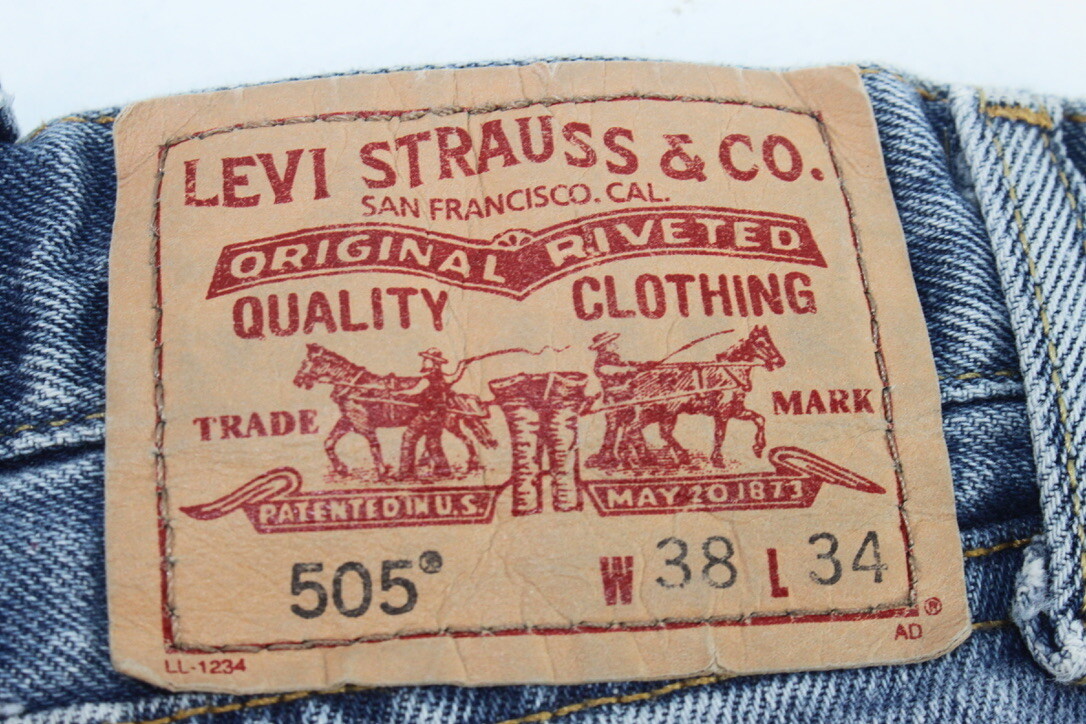 LEVI STRAUSS & CO.
SAN FRANCISCO. CAL.
ORIGINAL RIVETED
QUALITY CLOTHING
TRADE MARK
PATENTED IN U.S. MAY 20 1873
505® W 38 L 34
®
LL-1234 AD